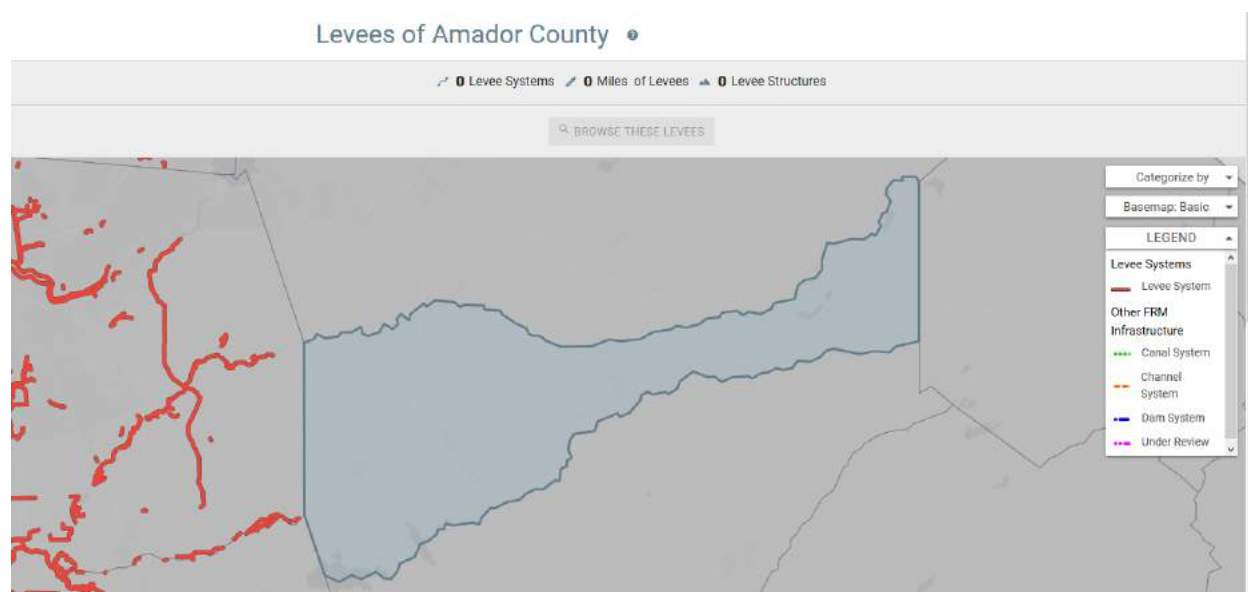 Levees of Amador County
0 Levee Systems 0 Miles of Levees 0 Levee Structures
BROWSE THESE LEVEES
Categorize by
Basemap: Basic
LEGEND
Levee Systems
Levee System
Other FRM
Infrastructure
Canal System
Channel
System
Dam System
Under Review